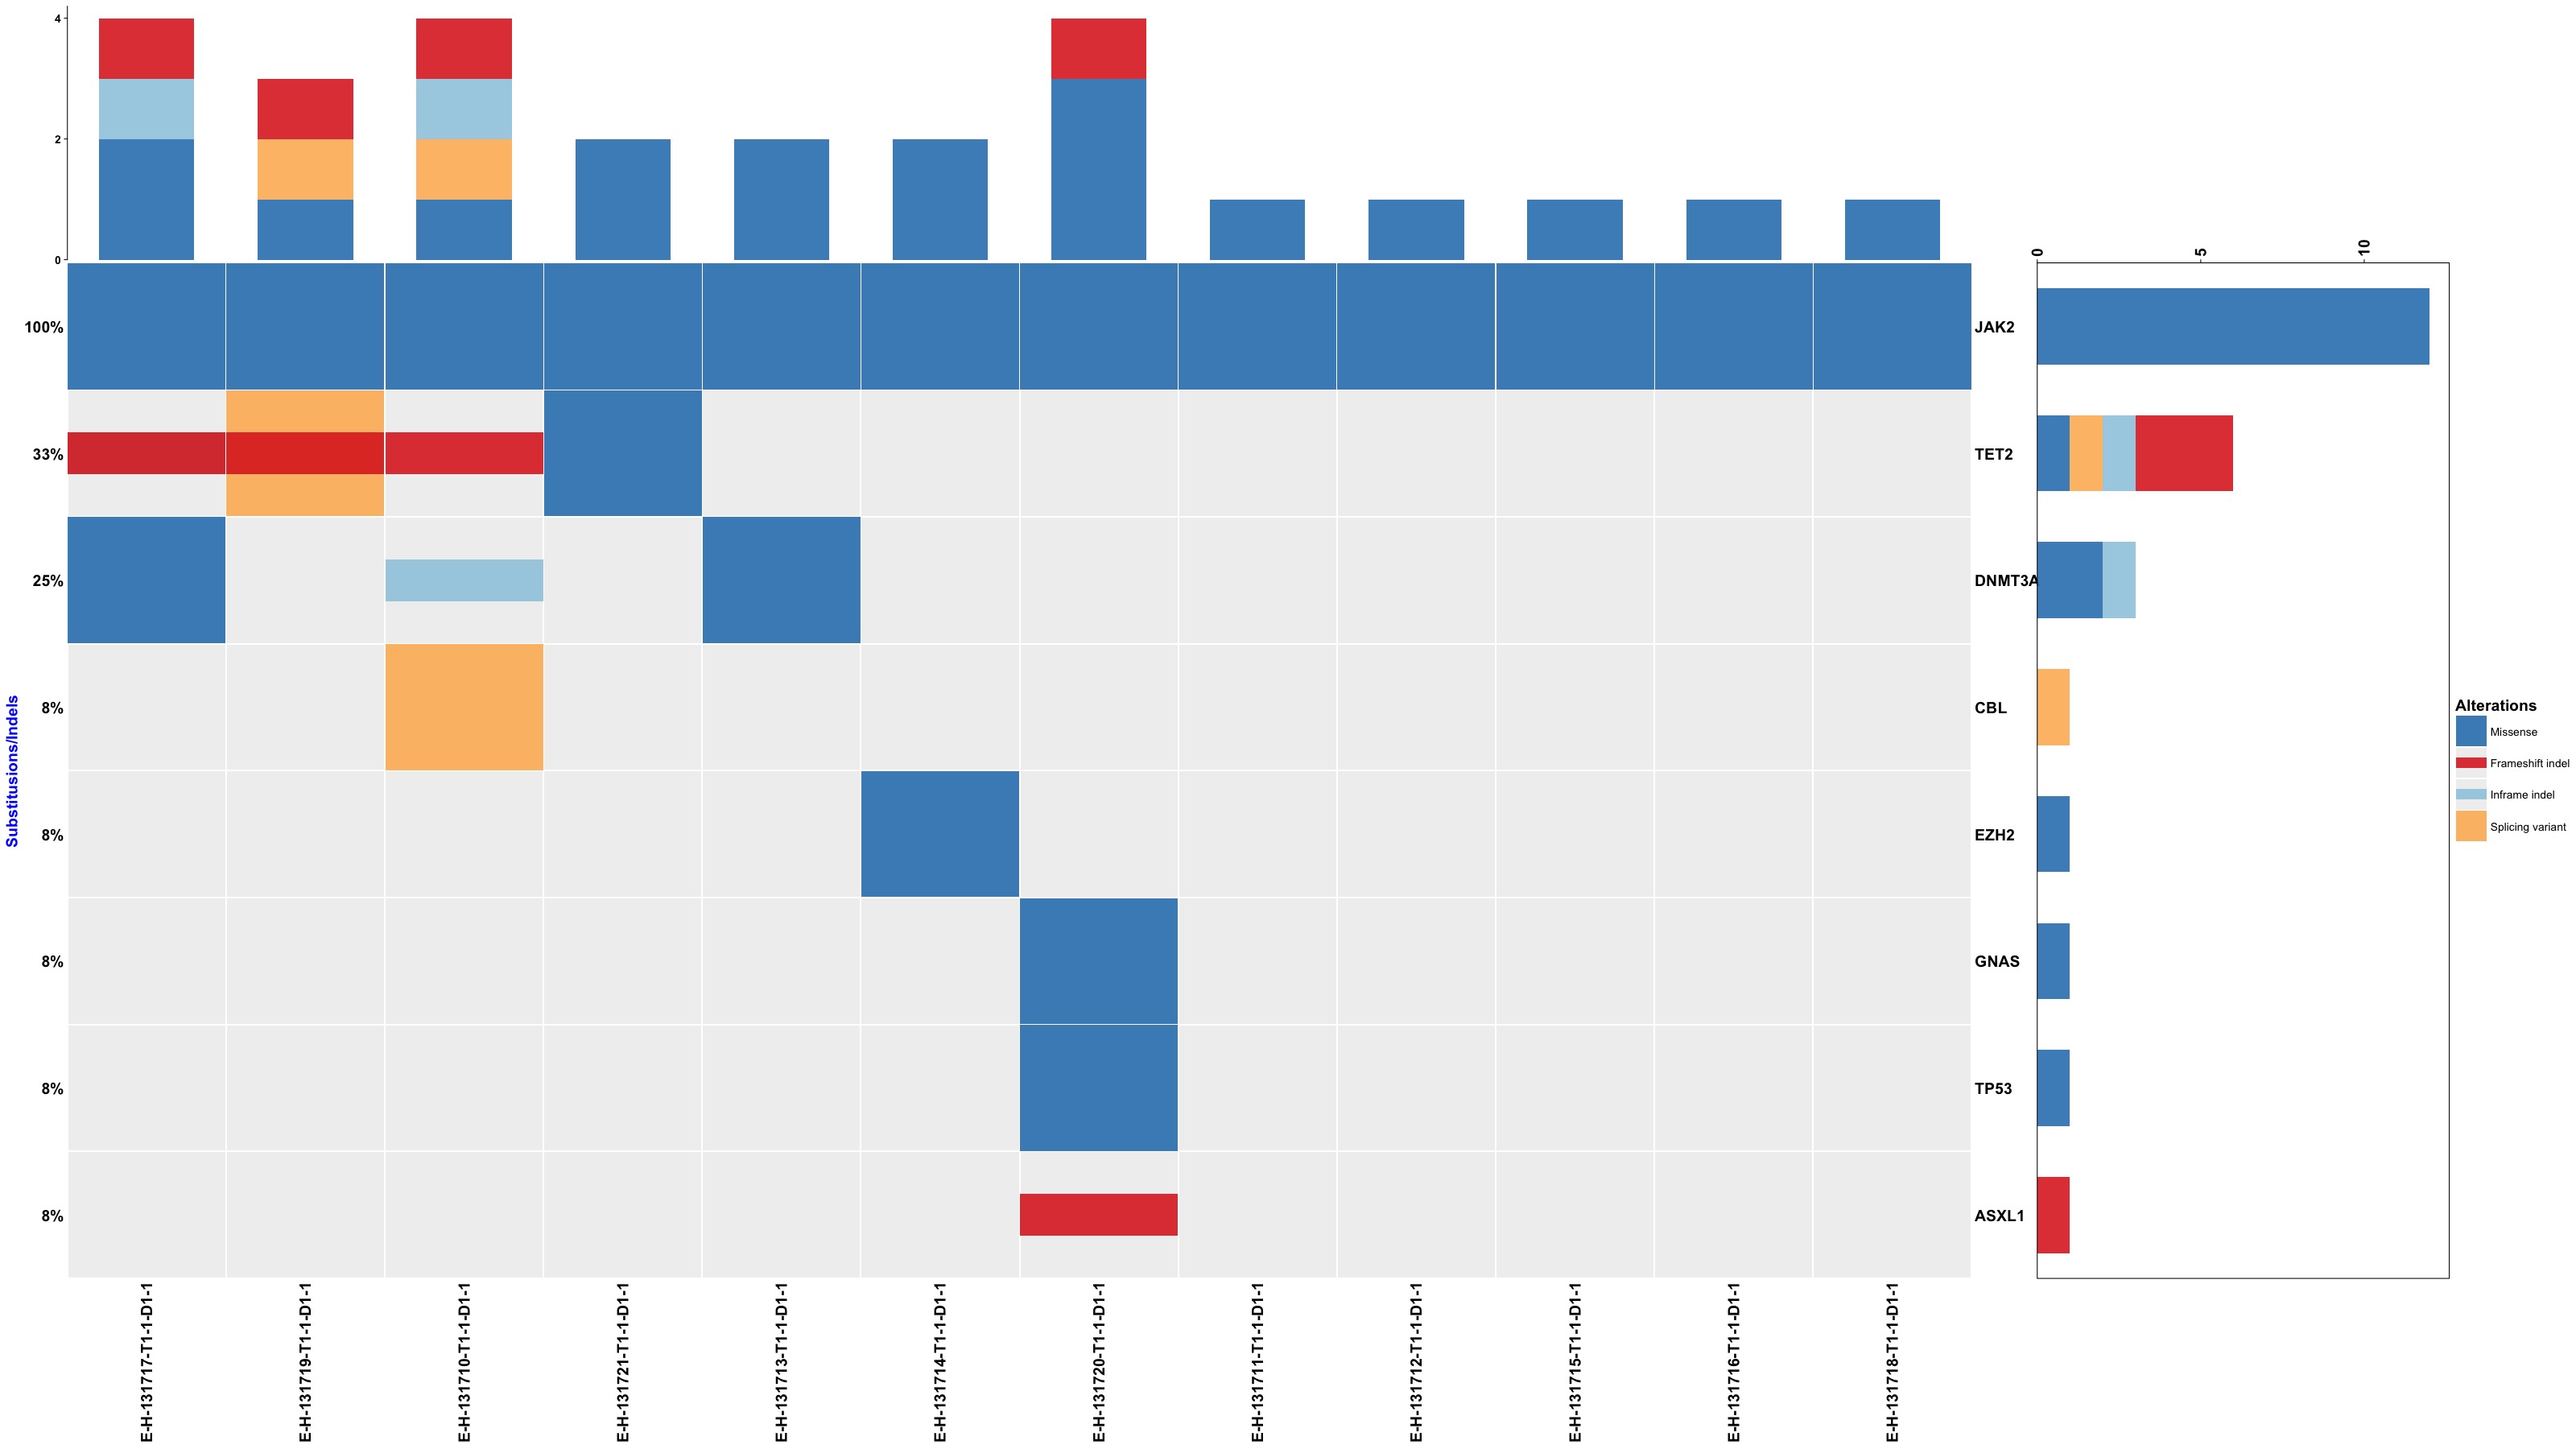 4
2
0
0
5
10
100%
JAK2
33%
TET2
25%
DNMT3A
8%
CBL
8%
EZH2
8%
GNAS
8%
TP53
8%
ASXL1
Substitusions/Indels
Alterations
Missense
Frameshift indel
Inframe indel
Splicing variant
E-H-131717-T1-1-D1-1
E-H-131719-T1-1-D1-1
E-H-131710-T1-1-D1-1
E-H-131721-T1-1-D1-1
E-H-131713-T1-1-D1-1
E-H-131714-T1-1-D1-1
E-H-131720-T1-1-D1-1
E-H-131711-T1-1-D1-1
E-H-131712-T1-1-D1-1
E-H-131715-T1-1-D1-1
E-H-131716-T1-1-D1-1
E-H-131718-T1-1-D1-1